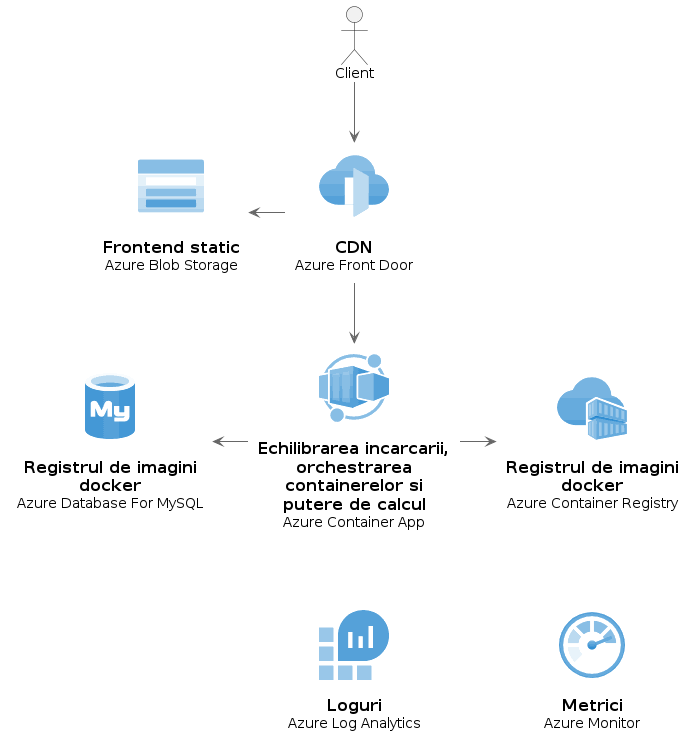 Client
Frontend static
Azure Blob Storage
CDN
Azure Front Door
My
Registrul de imagini
docker
Azure Database For MySQL
Echilibrarea incarcarii,
orchestrarea
containerelor si
putere de calcul
Azure Container App
Registrul de imagini
docker
Azure Container Registry
Loguri
Azure Log Analytics
Metrici
Azure Monitor